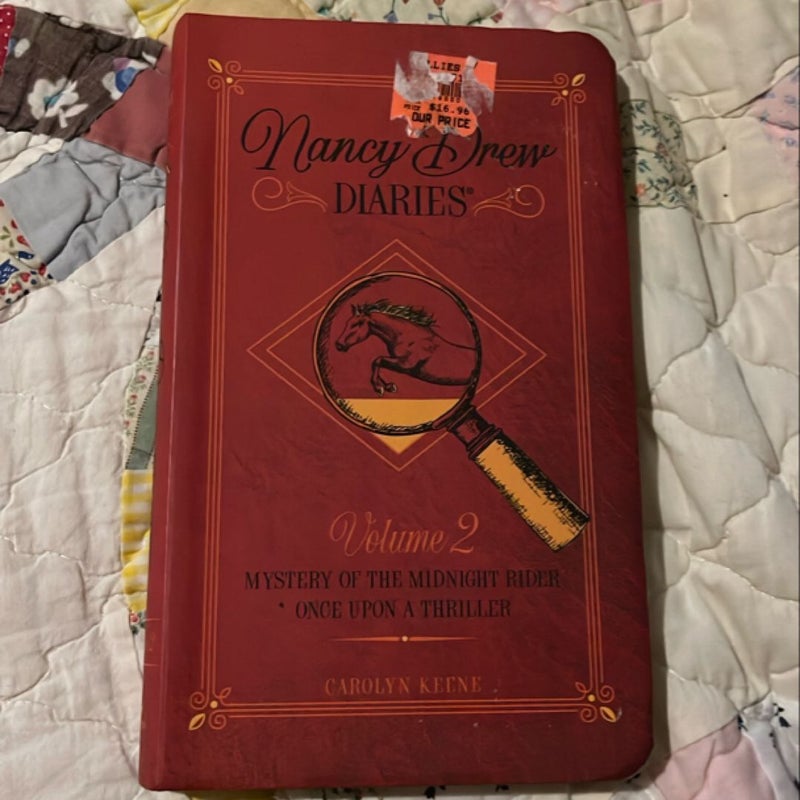 PRICE $16.96
OUR PRICE
Nancy Drew
DIARIES®
Volume 2
MYSTERY OF THE MIDNIGHT RIDER
• ONCE UPON A THRILLER
CAROLYN KEENE